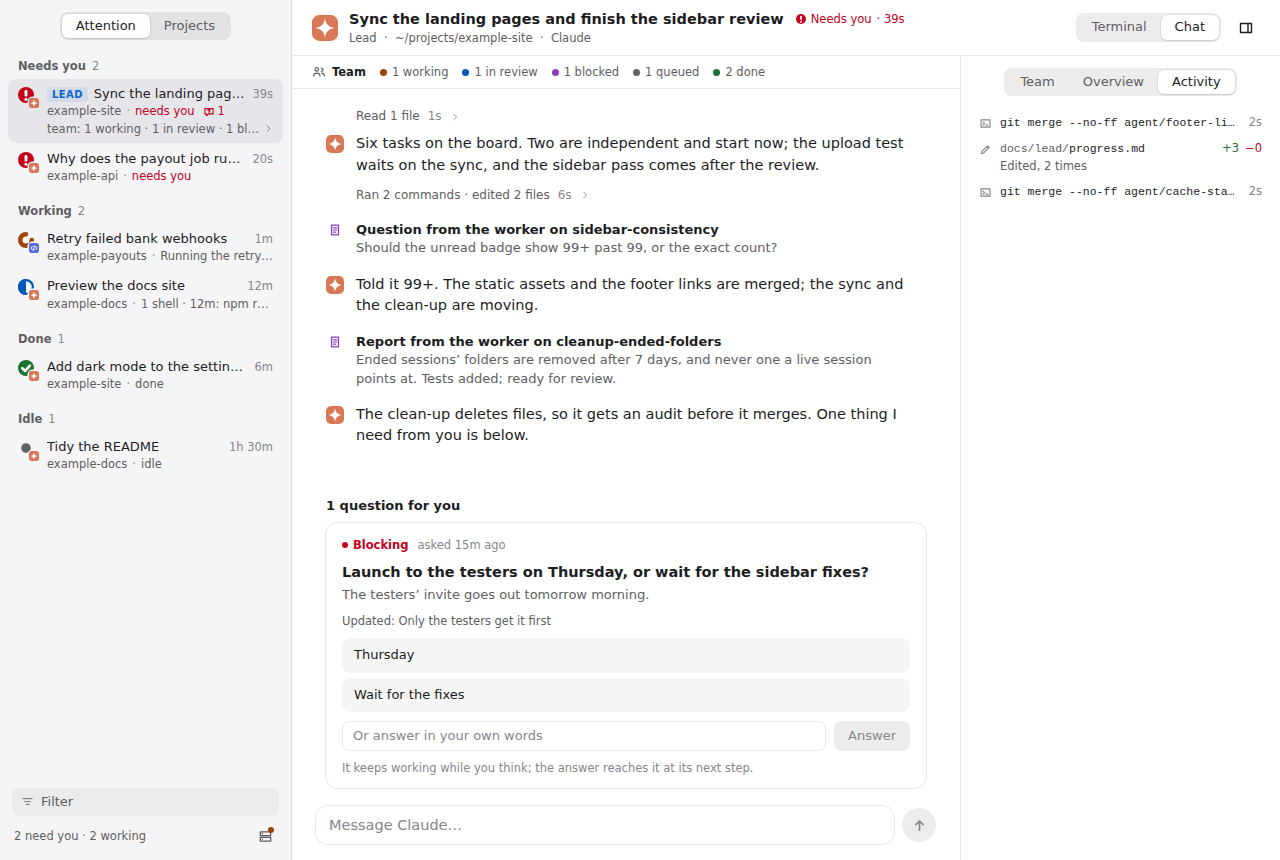 Attention Projects
Needs you 2
LEAD Sync the landing pag… 39s
example-site · needs you 1
team: 1 working · 1 in review · 1 bl…
Why does the payout job ru… 20s
example-api · needs you
Working 2
Retry failed bank webhooks 1m
example-payouts · Running the retry…
Preview the docs site 12m
example-docs · 1 shell · 12m: npm r…
Done 1
Add dark mode to the settin… 6m
example-site · done
Idle 1
Tidy the README 1h 30m
example-docs · idle
Filter
2 need you · 2 working
Sync the landing pages and finish the sidebar review Needs you · 39s
Lead · ~/projects/example-site · Claude
Terminal Chat
Team 1 working 1 in review 1 blocked 1 queued 2 done
Read 1 file 1s
Six tasks on the board. Two are independent and start now; the upload test
waits on the sync, and the sidebar pass comes after the review.
Ran 2 commands · edited 2 files 6s
Question from the worker on sidebar-consistency
Should the unread badge show 99+ past 99, or the exact count?
Told it 99+. The static assets and the footer links are merged; the sync and
the clean-up are moving.
Report from the worker on cleanup-ended-folders
Ended sessions’ folders are removed after 7 days, and never one a live session
points at. Tests added; ready for review.
The clean-up deletes files, so it gets an audit before it merges. One thing I
need from you is below.
1 question for you
Blocking asked 15m ago
Launch to the testers on Thursday, or wait for the sidebar fixes?
The testers’ invite goes out tomorrow morning.
Updated: Only the testers get it first
Thursday
Wait for the fixes
Or answer in your own words Answer
It keeps working while you think; the answer reaches it at its next step.
Message Claude…
Team Overview Activity
git merge --no-ff agent/footer-li… 2s
docs/lead/progress.md +3 −0
Edited, 2 times
git merge --no-ff agent/cache-sta… 2s